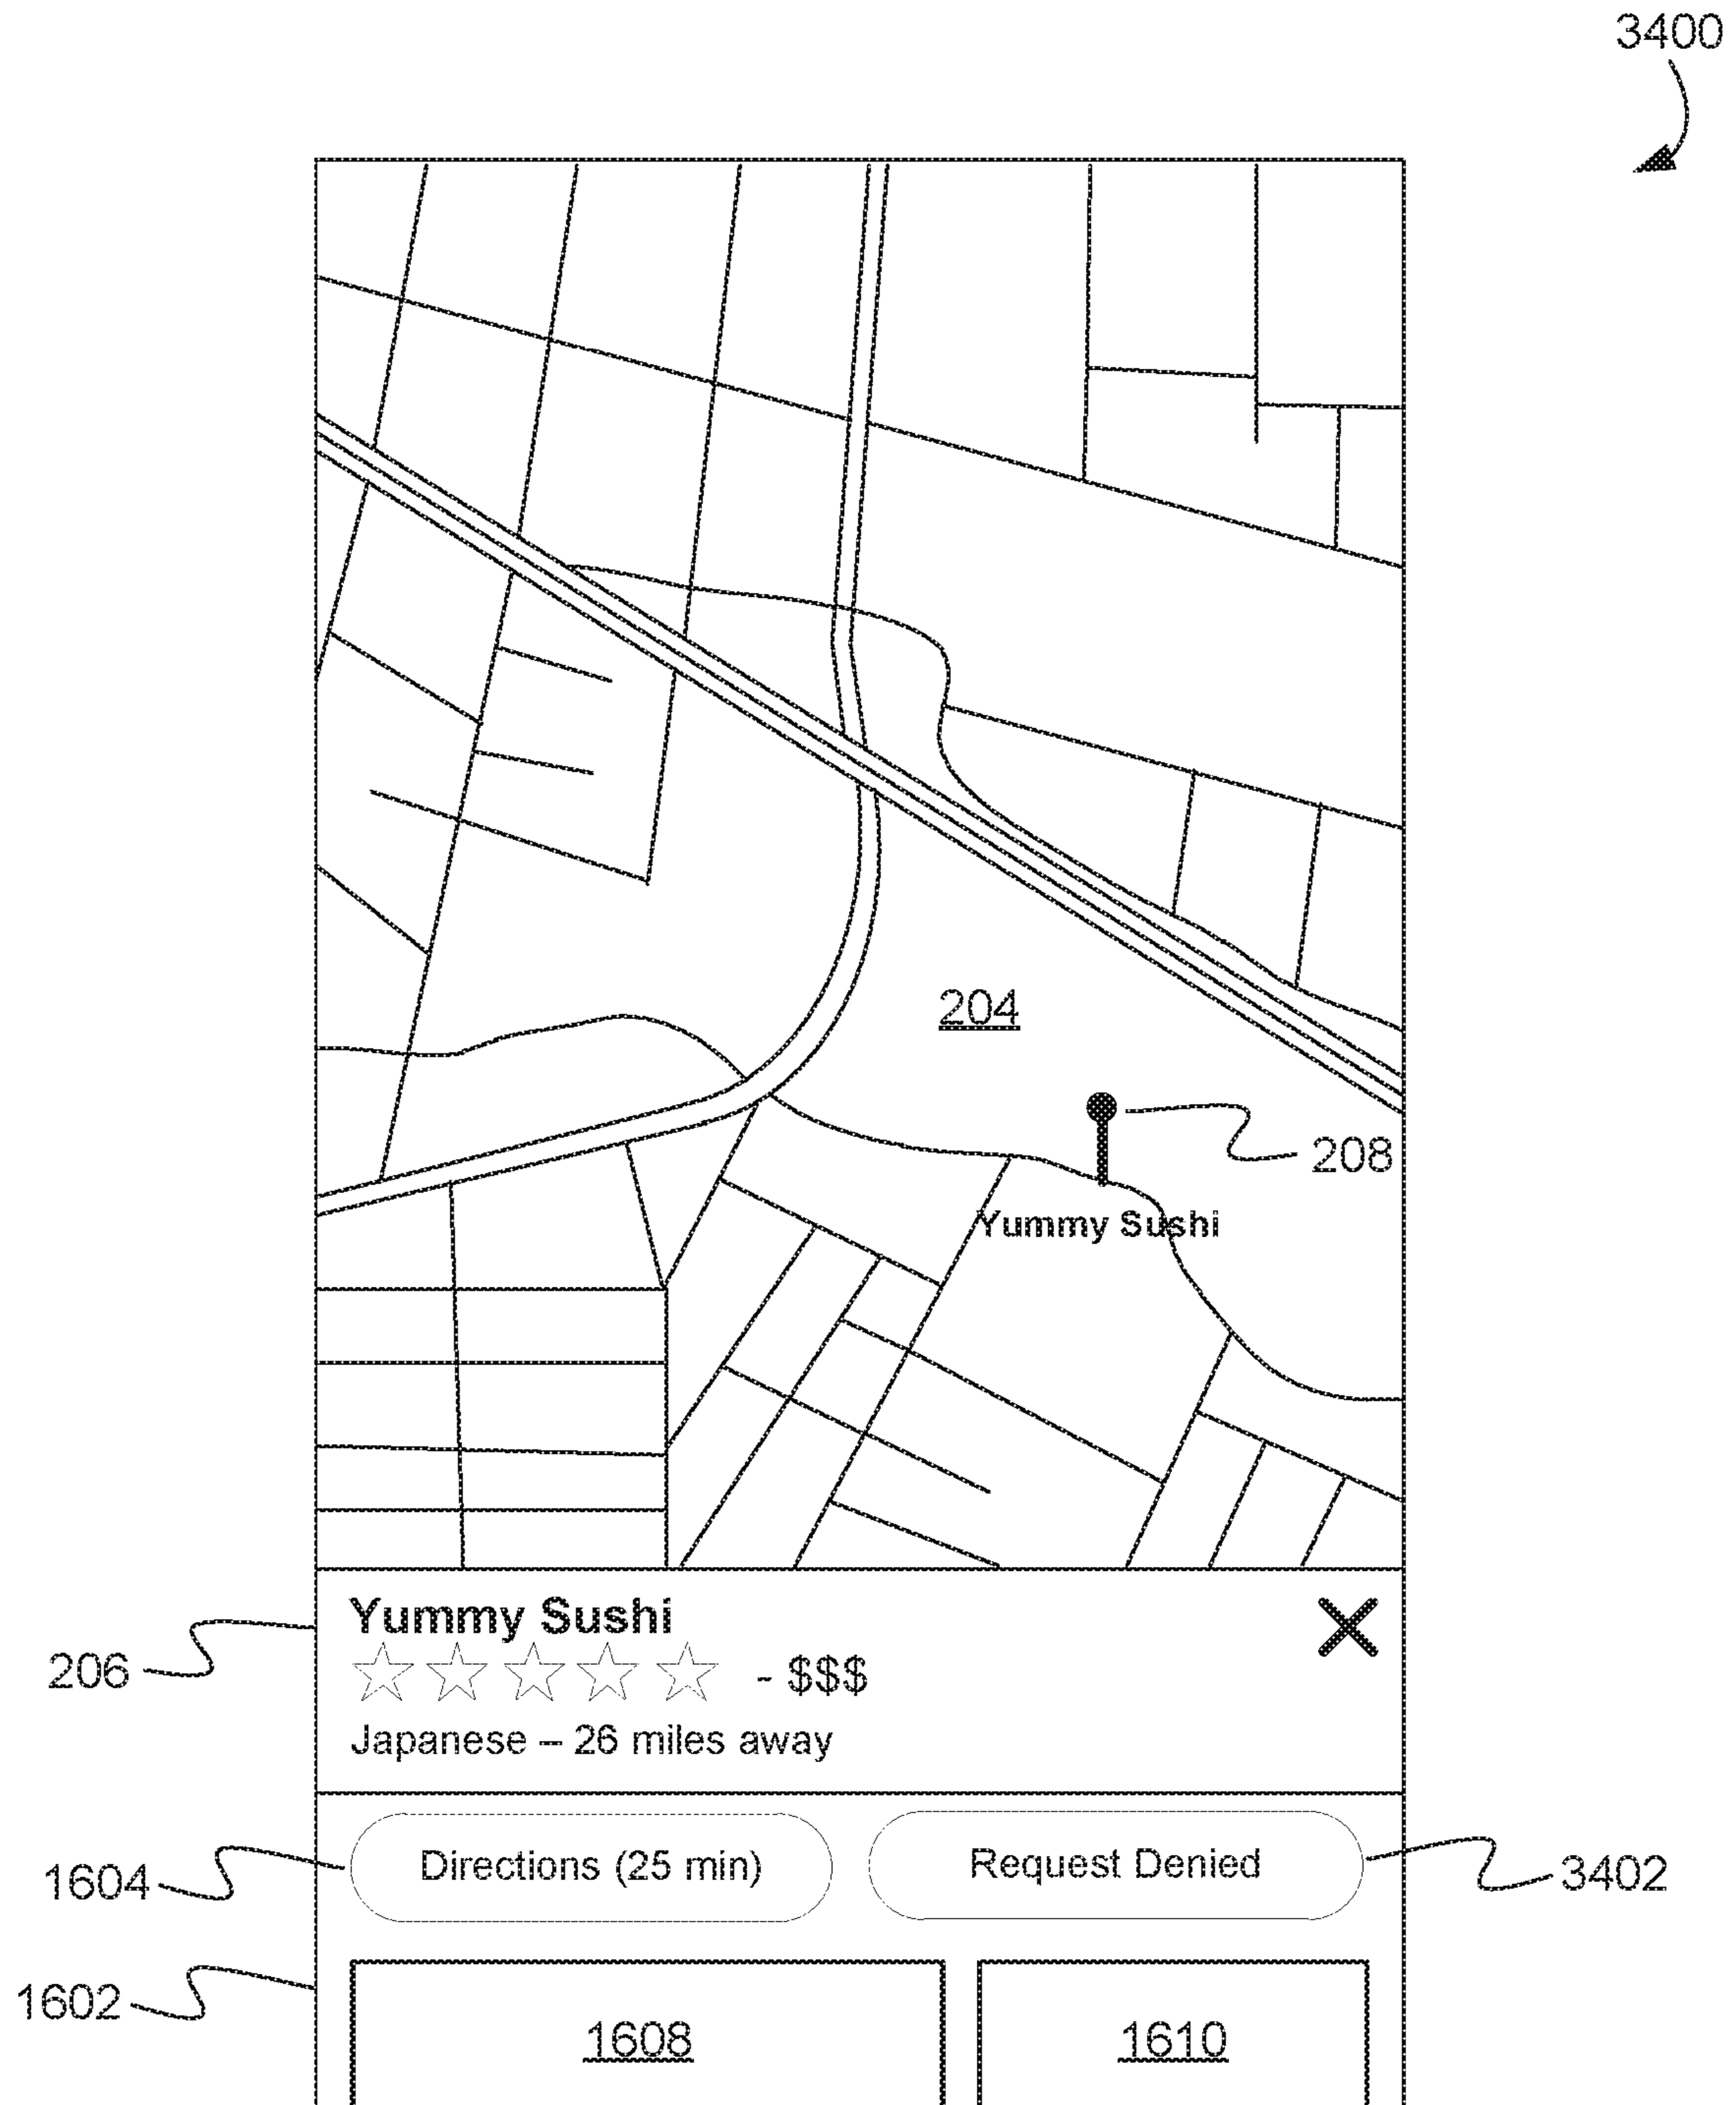 3400
204
208
Yummy Sushi
Yummy Sushi
206
- $$$
Japanese – 26 miles away
1604
Directions (25 min)
Request Denied
3402
1602
1608
1610